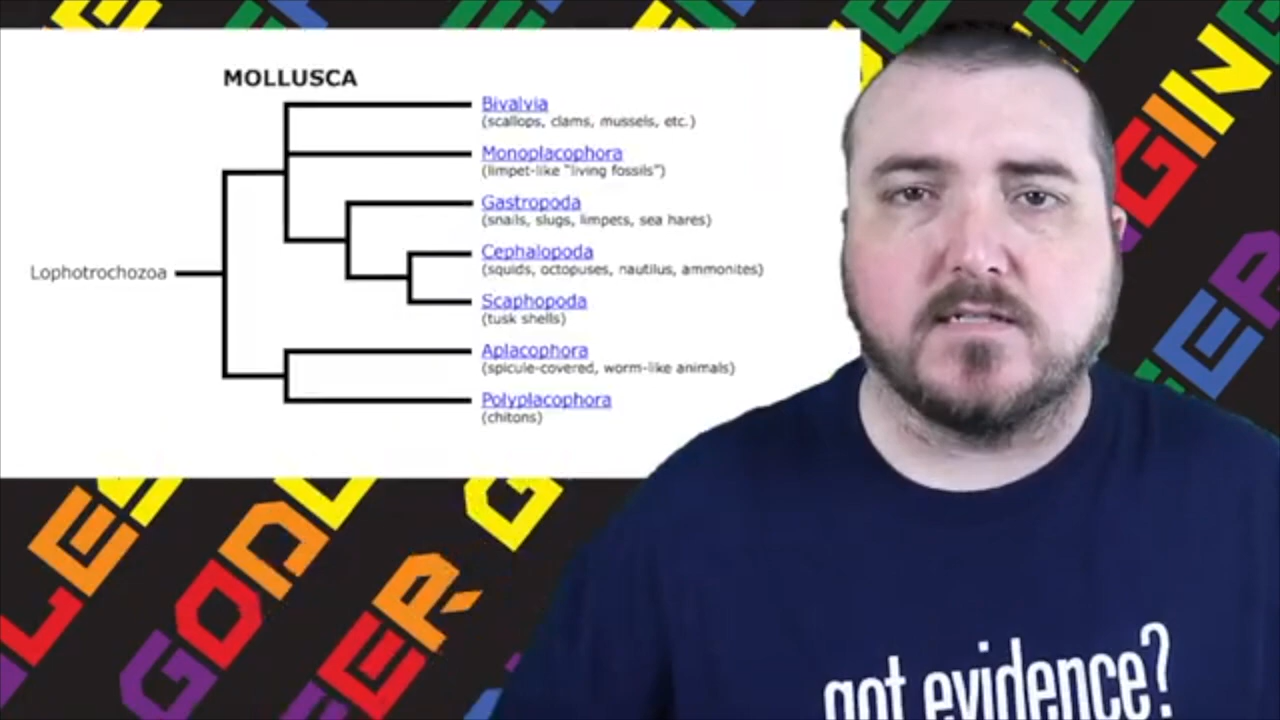 MOLLUSCA
Bivalvia
(scallops, clams, mussels, etc.)
Monoplacophora
(limpet-like "living fossils")
Gastropoda
(snails, slugs, limpets, sea hares)
Lophotrochozoa
Cephalopoda
(squids, octopuses, nautilus, ammonites)
Scaphopoda
(tusk shells)
Aplacophora
(spicule-covered, worm-like animals)
Polyplacophora
(chitons)
got evidence?